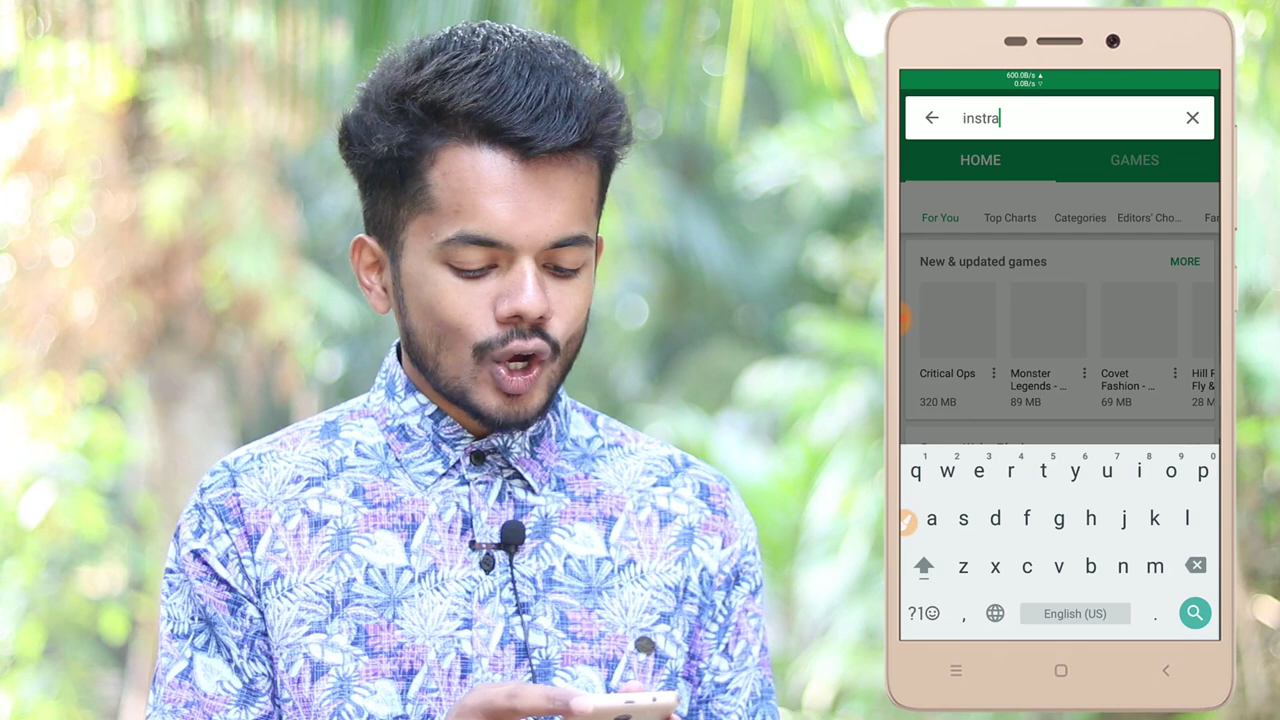 600.0B/s ▲
0.0B/s ▽
instra
HOME GAMES
For You Top Charts Categories Editors' Cho...
New & updated games MORE
Critical Ops Monster Covet Hill
Legends - ... Fashion - ... Fly &
320 MB 89 MB 69 MB 28 M
1 2 3 4 5 6 7 8 9 0
q w e r t y u i o p
a s d f g h j k l
z x c v b n m
?1☺ , English (US) .